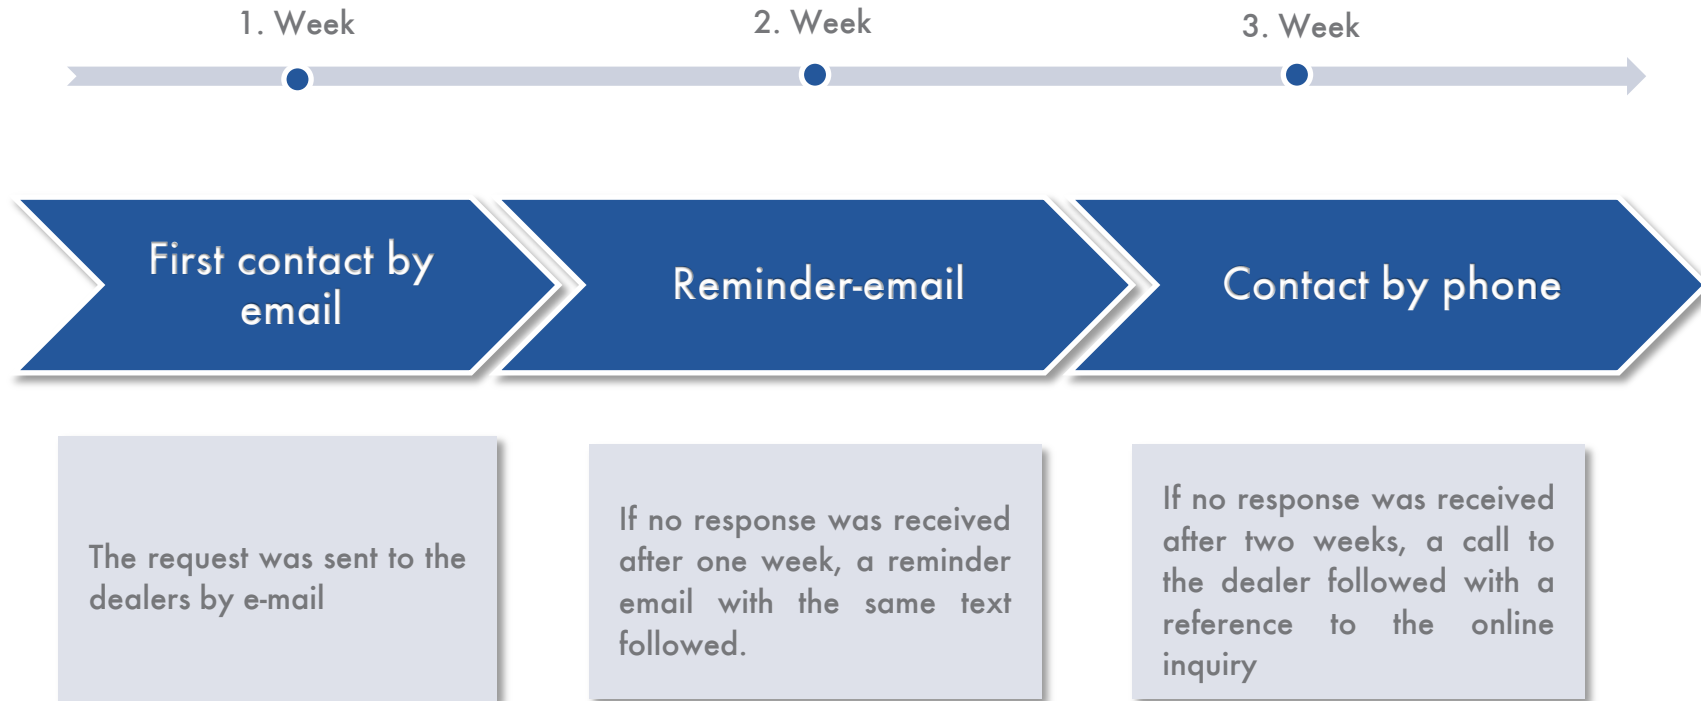 1. Week
2. Week
3. Week
First contact by
email
Reminder-email
Contact by phone
The request was sent to the
dealers by e-mail
If no response was received
after one week, a reminder
email with the same text
followed.
If no response was received
after two weeks, a call to
the dealer followed with a
reference to the online
inquiry